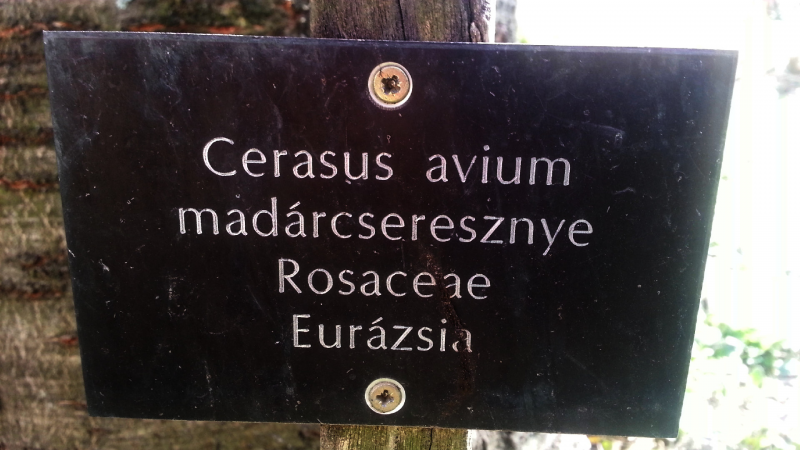 Cerasus avium
madárcseresznye
Rosaceae
Eurázsia